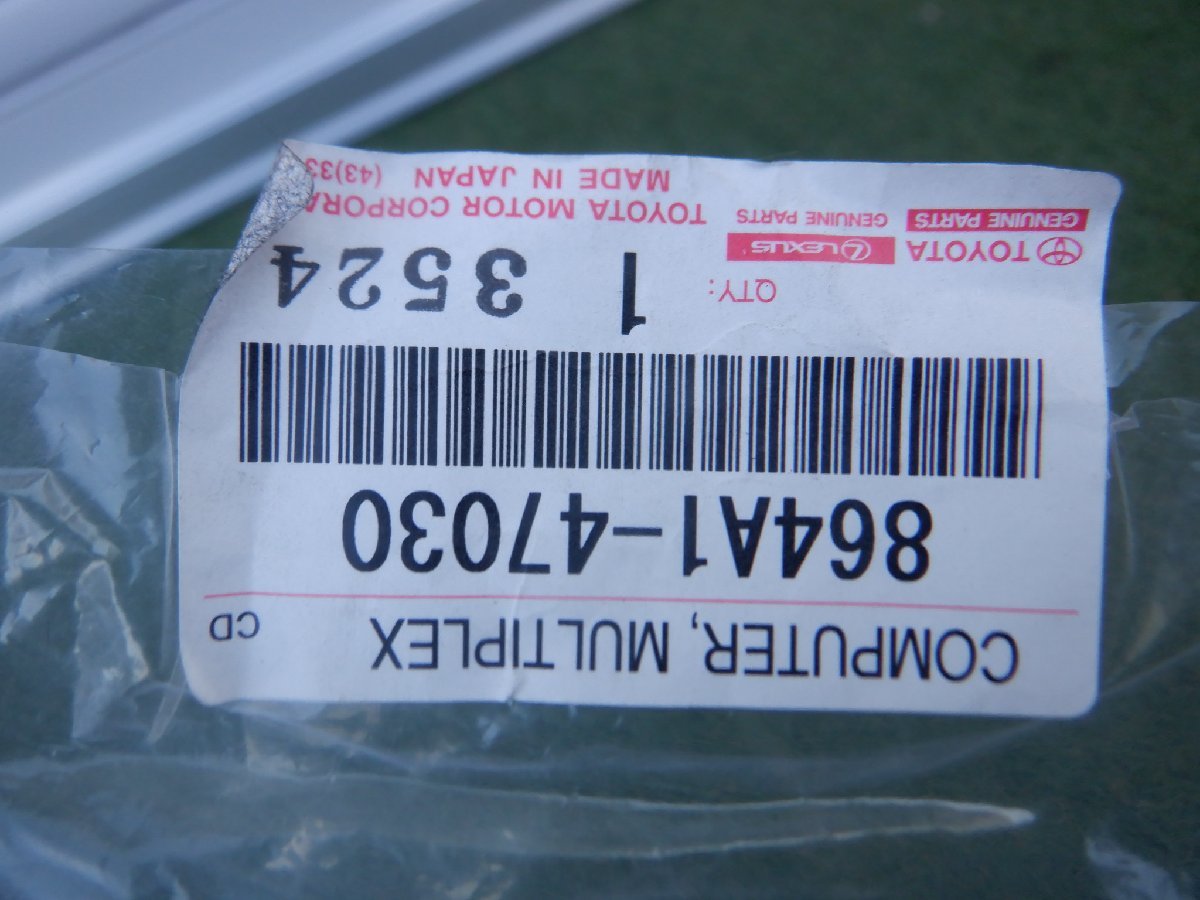 COMPUTER, MULTIPLEX CD
864A1-47030
QTY: 1 3524
TOYOTA LEXUS
GENUINE PARTS GENUINE PARTS
TOYOTA MOTOR CORPORA
MADE IN JAPAN (43)33